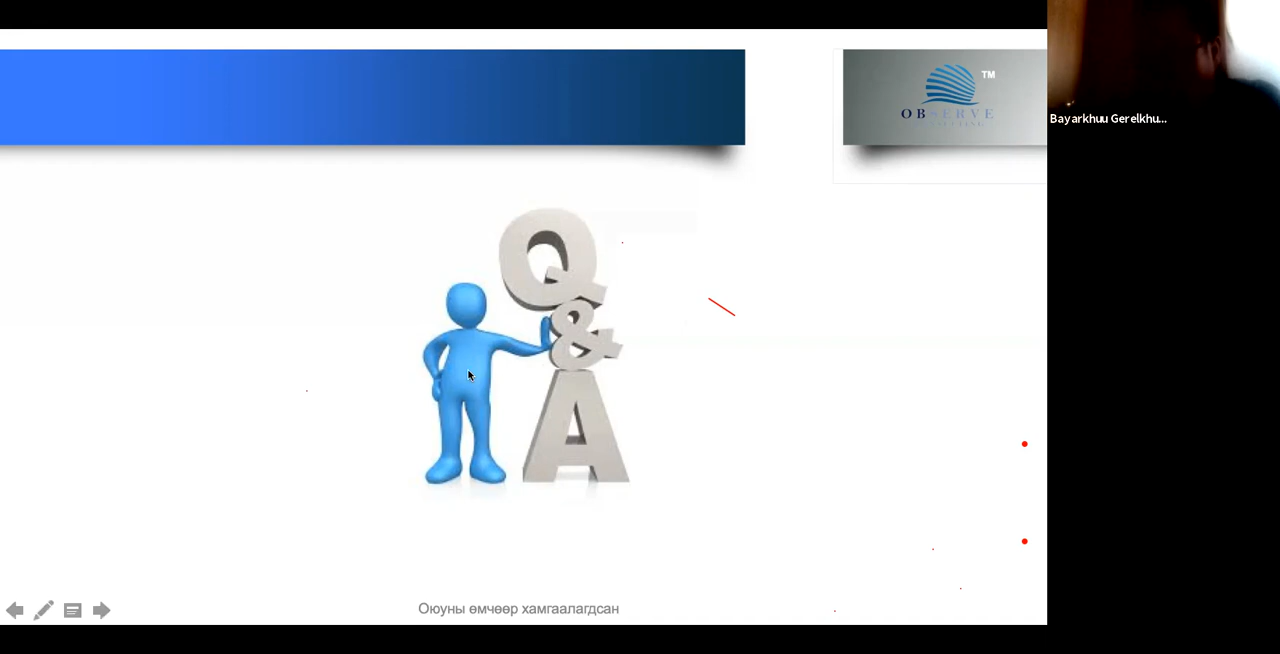 TM
OBSERVE
Bayarkhuu Gerelkhu...
Q
&
A
Оюуны өмчөөр хамгаалагдсан